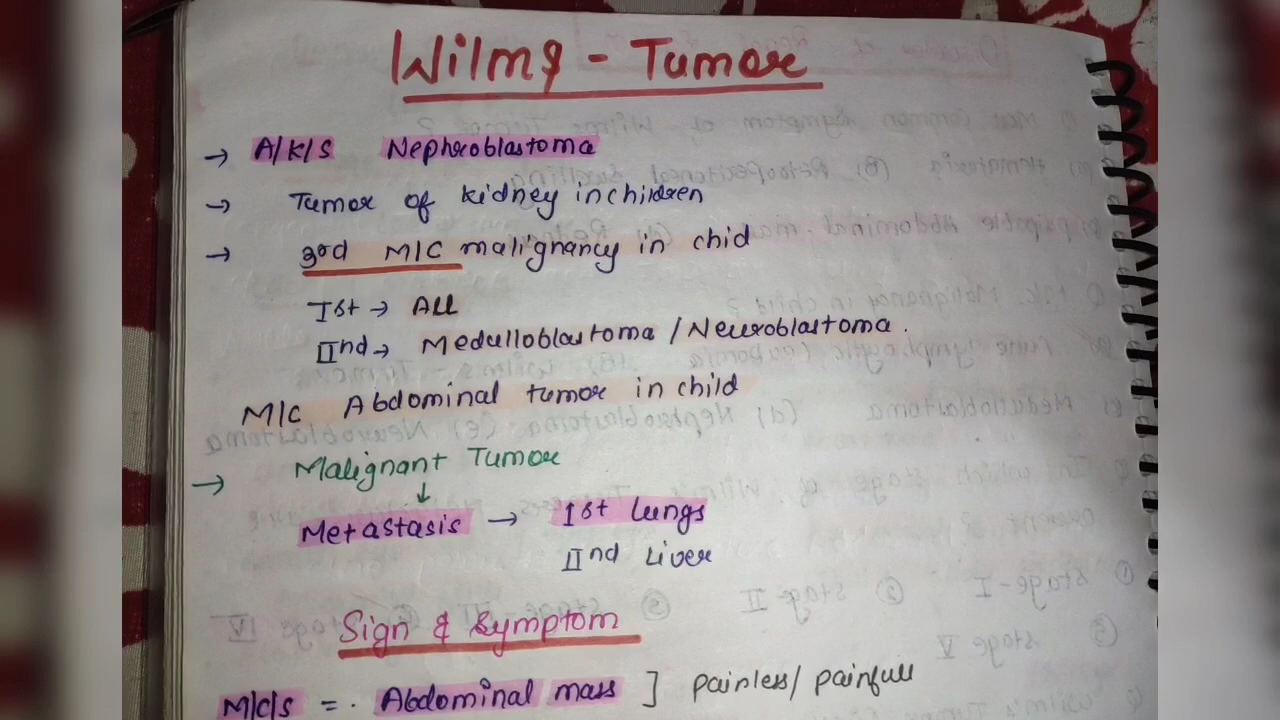 Wilms - Tumor
→ A/K/S Nephroblastoma
→ Tumor of kidney in children
→ 3rd M/C malignancy in chid
Ist → ALL
IInd → Medulloblastoma / Neuroblastoma.
M/C Abdominal tumor in child
→ Malignant Tumor
↓
Metastasis → Ist Lungs
IInd Liver
Sign & Symptom
M/C/S = . Abdominal mass ] painless/ painfull